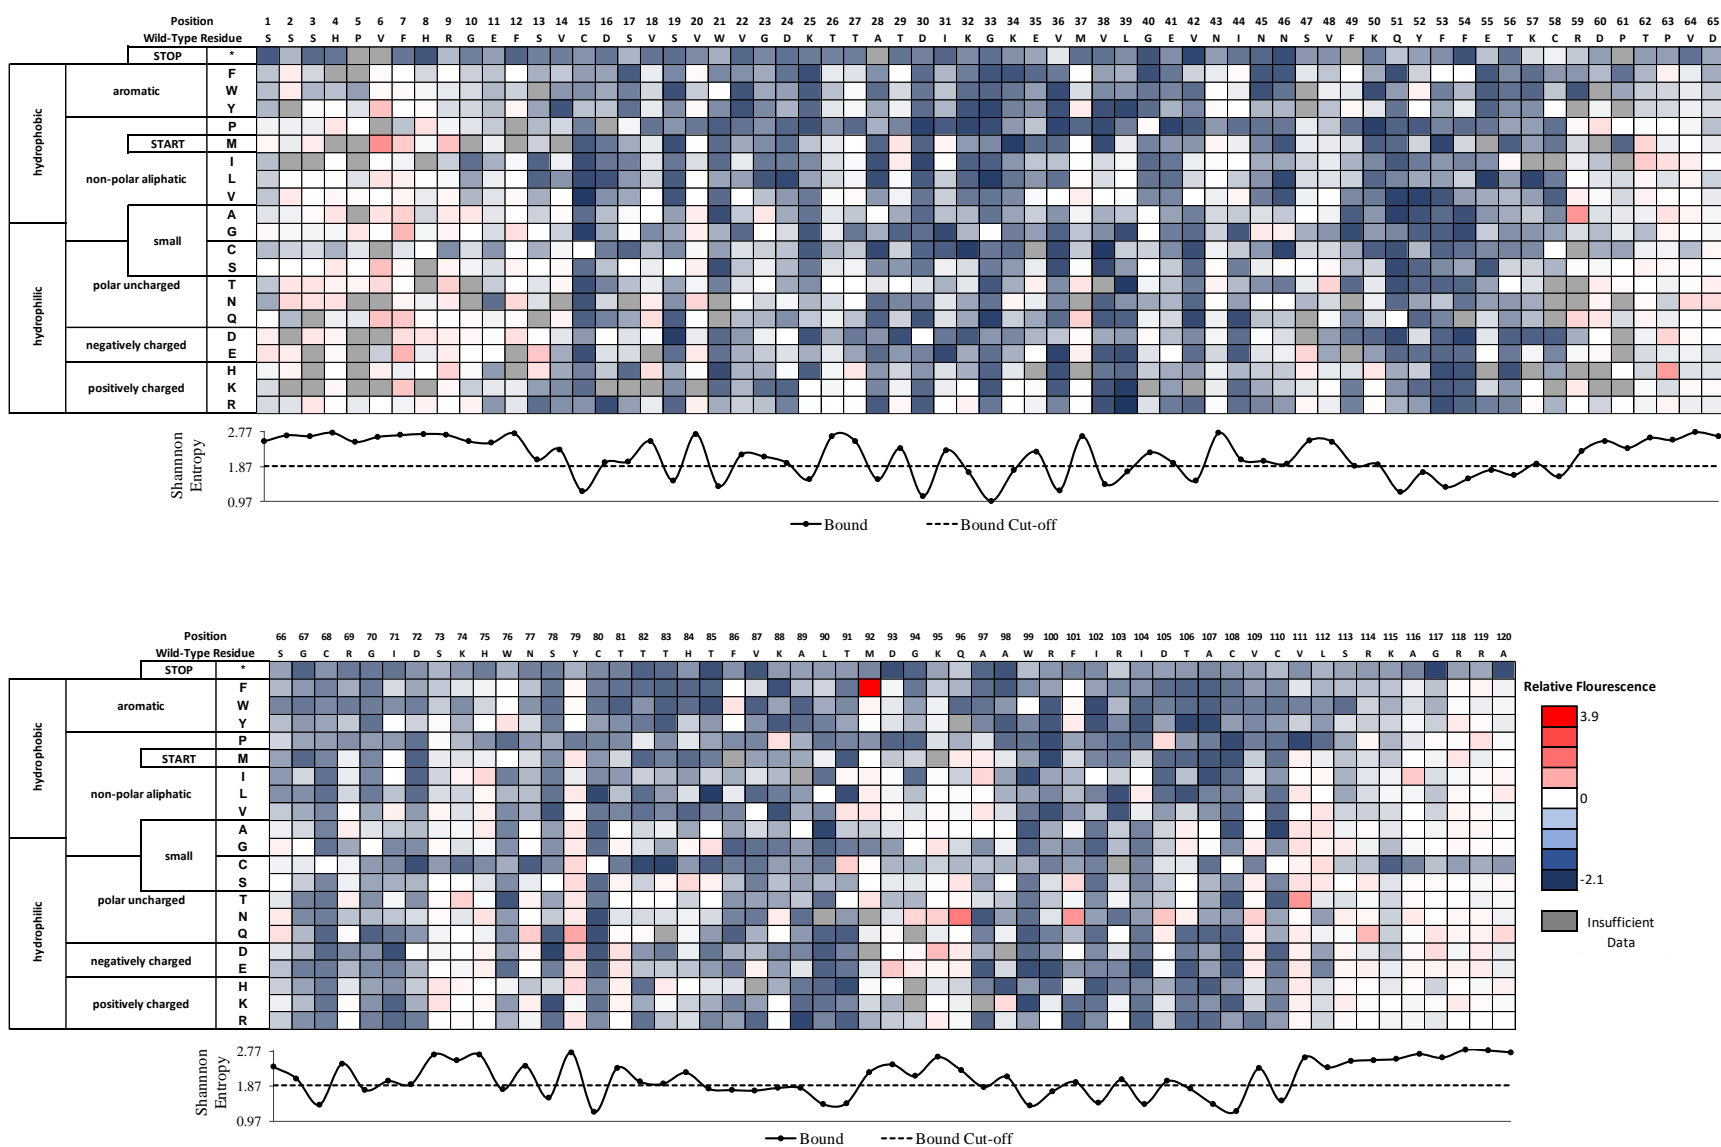 Position 1 2 3 4 5 6 7 8 9 10 11 12 13 14 15 16 17 18 19 20 21 22 23 24 25 26 27 28 29 30 31 32 33 34 35 36 37 38 39 40 41 42 43 44 45 46 47 48 49 50 51 52 53 54 55 56 57 58 59 60 61 62 63 64 65
Wild-Type Residue S S S H P V F H R G E F S V C D S V S V W V G D K T T A T D I K G K E V M V L G E V N I N N S V F K Q Y F F E T K C R D P T P V D
STOP *
hydrophobic
aromatic
F
W
Y
P
START M
I
non-polar aliphatic L
V
A
small
G
hydrophilic
C
S
polar uncharged T
N
Q
D
negatively charged
E
H
positively charged K
R
Shannnon Entropy
2.77
1.87
0.97
Bound Bound Cut-off
Position 66 67 68 69 70 71 72 73 74 75 76 77 78 79 80 81 82 83 84 85 86 87 88 89 90 91 92 93 94 95 96 97 98 99 100 101 102 103 104 105 106 107 108 109 110 111 112 113 114 115 116 117 118 119 120
Wild-Type Residue S G C R G I D S K H W N S Y C T T T H T F V K A L T M D G K Q A A W R F I R I D T A C V C V L S R K A G R R A
STOP *
hydrophobic
aromatic
F
W
Y
P
START M
I
non-polar aliphatic L
V
A
small
G
hydrophilic
C
S
polar uncharged T
N
Q
D
negatively charged
E
H
positively charged K
R
Relative Flourescence
3.9
0
-2.1
Insufficient
Data
Shannnon Entropy
2.77
1.87
0.97
Bound Bound Cut-off